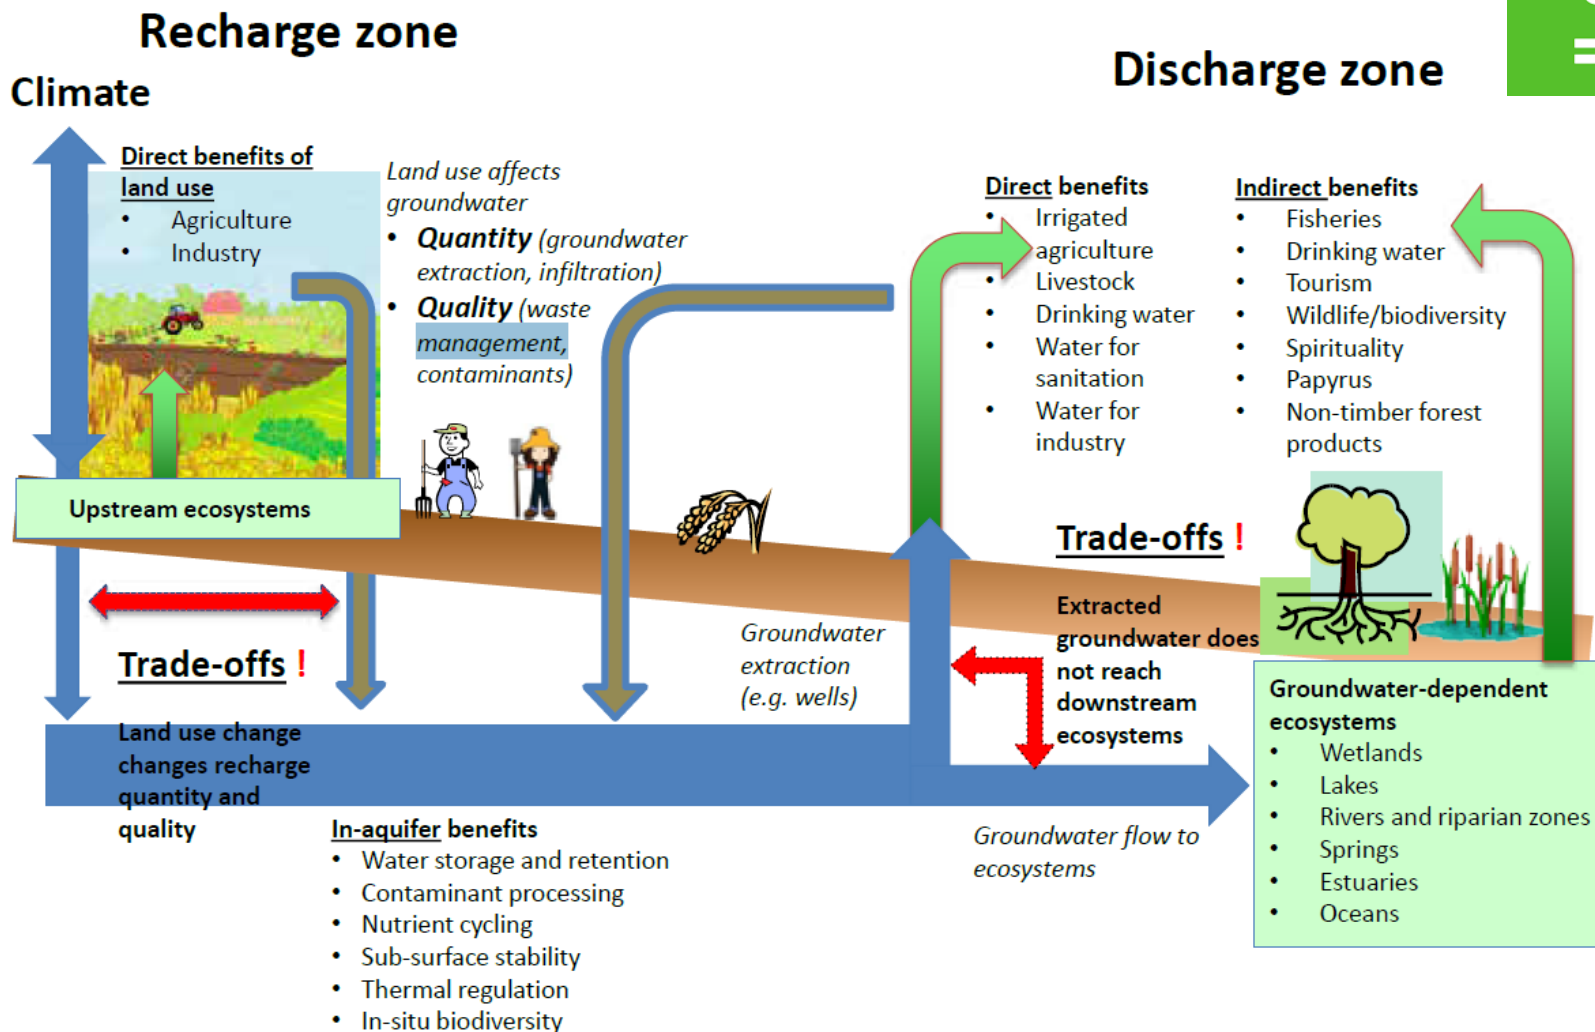 Recharge zone
Climate
Discharge zone
=
Direct benefits of
land use
• Agriculture
• Industry
Land use affects
groundwater
• Quantity (groundwater
extraction, infiltration)
• Quality (waste
management,
contaminants)
Direct benefits
• Irrigated
agriculture
• Livestock
• Drinking water
• Water for
sanitation
• Water for
industry
Indirect benefits
• Fisheries
• Drinking water
• Tourism
• Wildlife/biodiversity
• Spirituality
• Papyrus
• Non-timber forest
products
Upstream ecosystems
Trade-offs !
Land use change
changes recharge
quantity and
quality
Groundwater
extraction
(e.g. wells)
Trade-offs !
Extracted
groundwater does
not reach
downstream
ecosystems
Groundwater-dependent
ecosystems
• Wetlands
• Lakes
• Rivers and riparian zones
• Springs
• Estuaries
• Oceans
Groundwater flow to
ecosystems
In-aquifer benefits
• Water storage and retention
• Contaminant processing
• Nutrient cycling
• Sub-surface stability
• Thermal regulation
• In-situ biodiversity